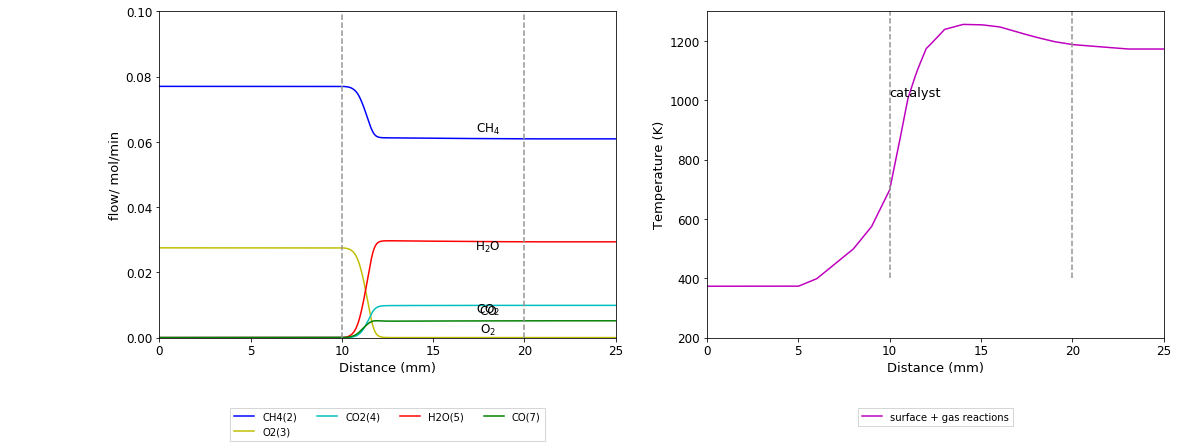 0.10
0.08
0.06
0.04
0.02
0.00
flow/ mol/min
CH₄
H₂O
CO₂
CO
O₂
0 5 10 15 20 25
Distance (mm)
CH4(2) CO2(4) H2O(5) CO(7)
O2(3)
1200
1000
800
600
400
200
Temperature (K)
catalyst
0 5 10 15 20 25
Distance (mm)
surface + gas reactions